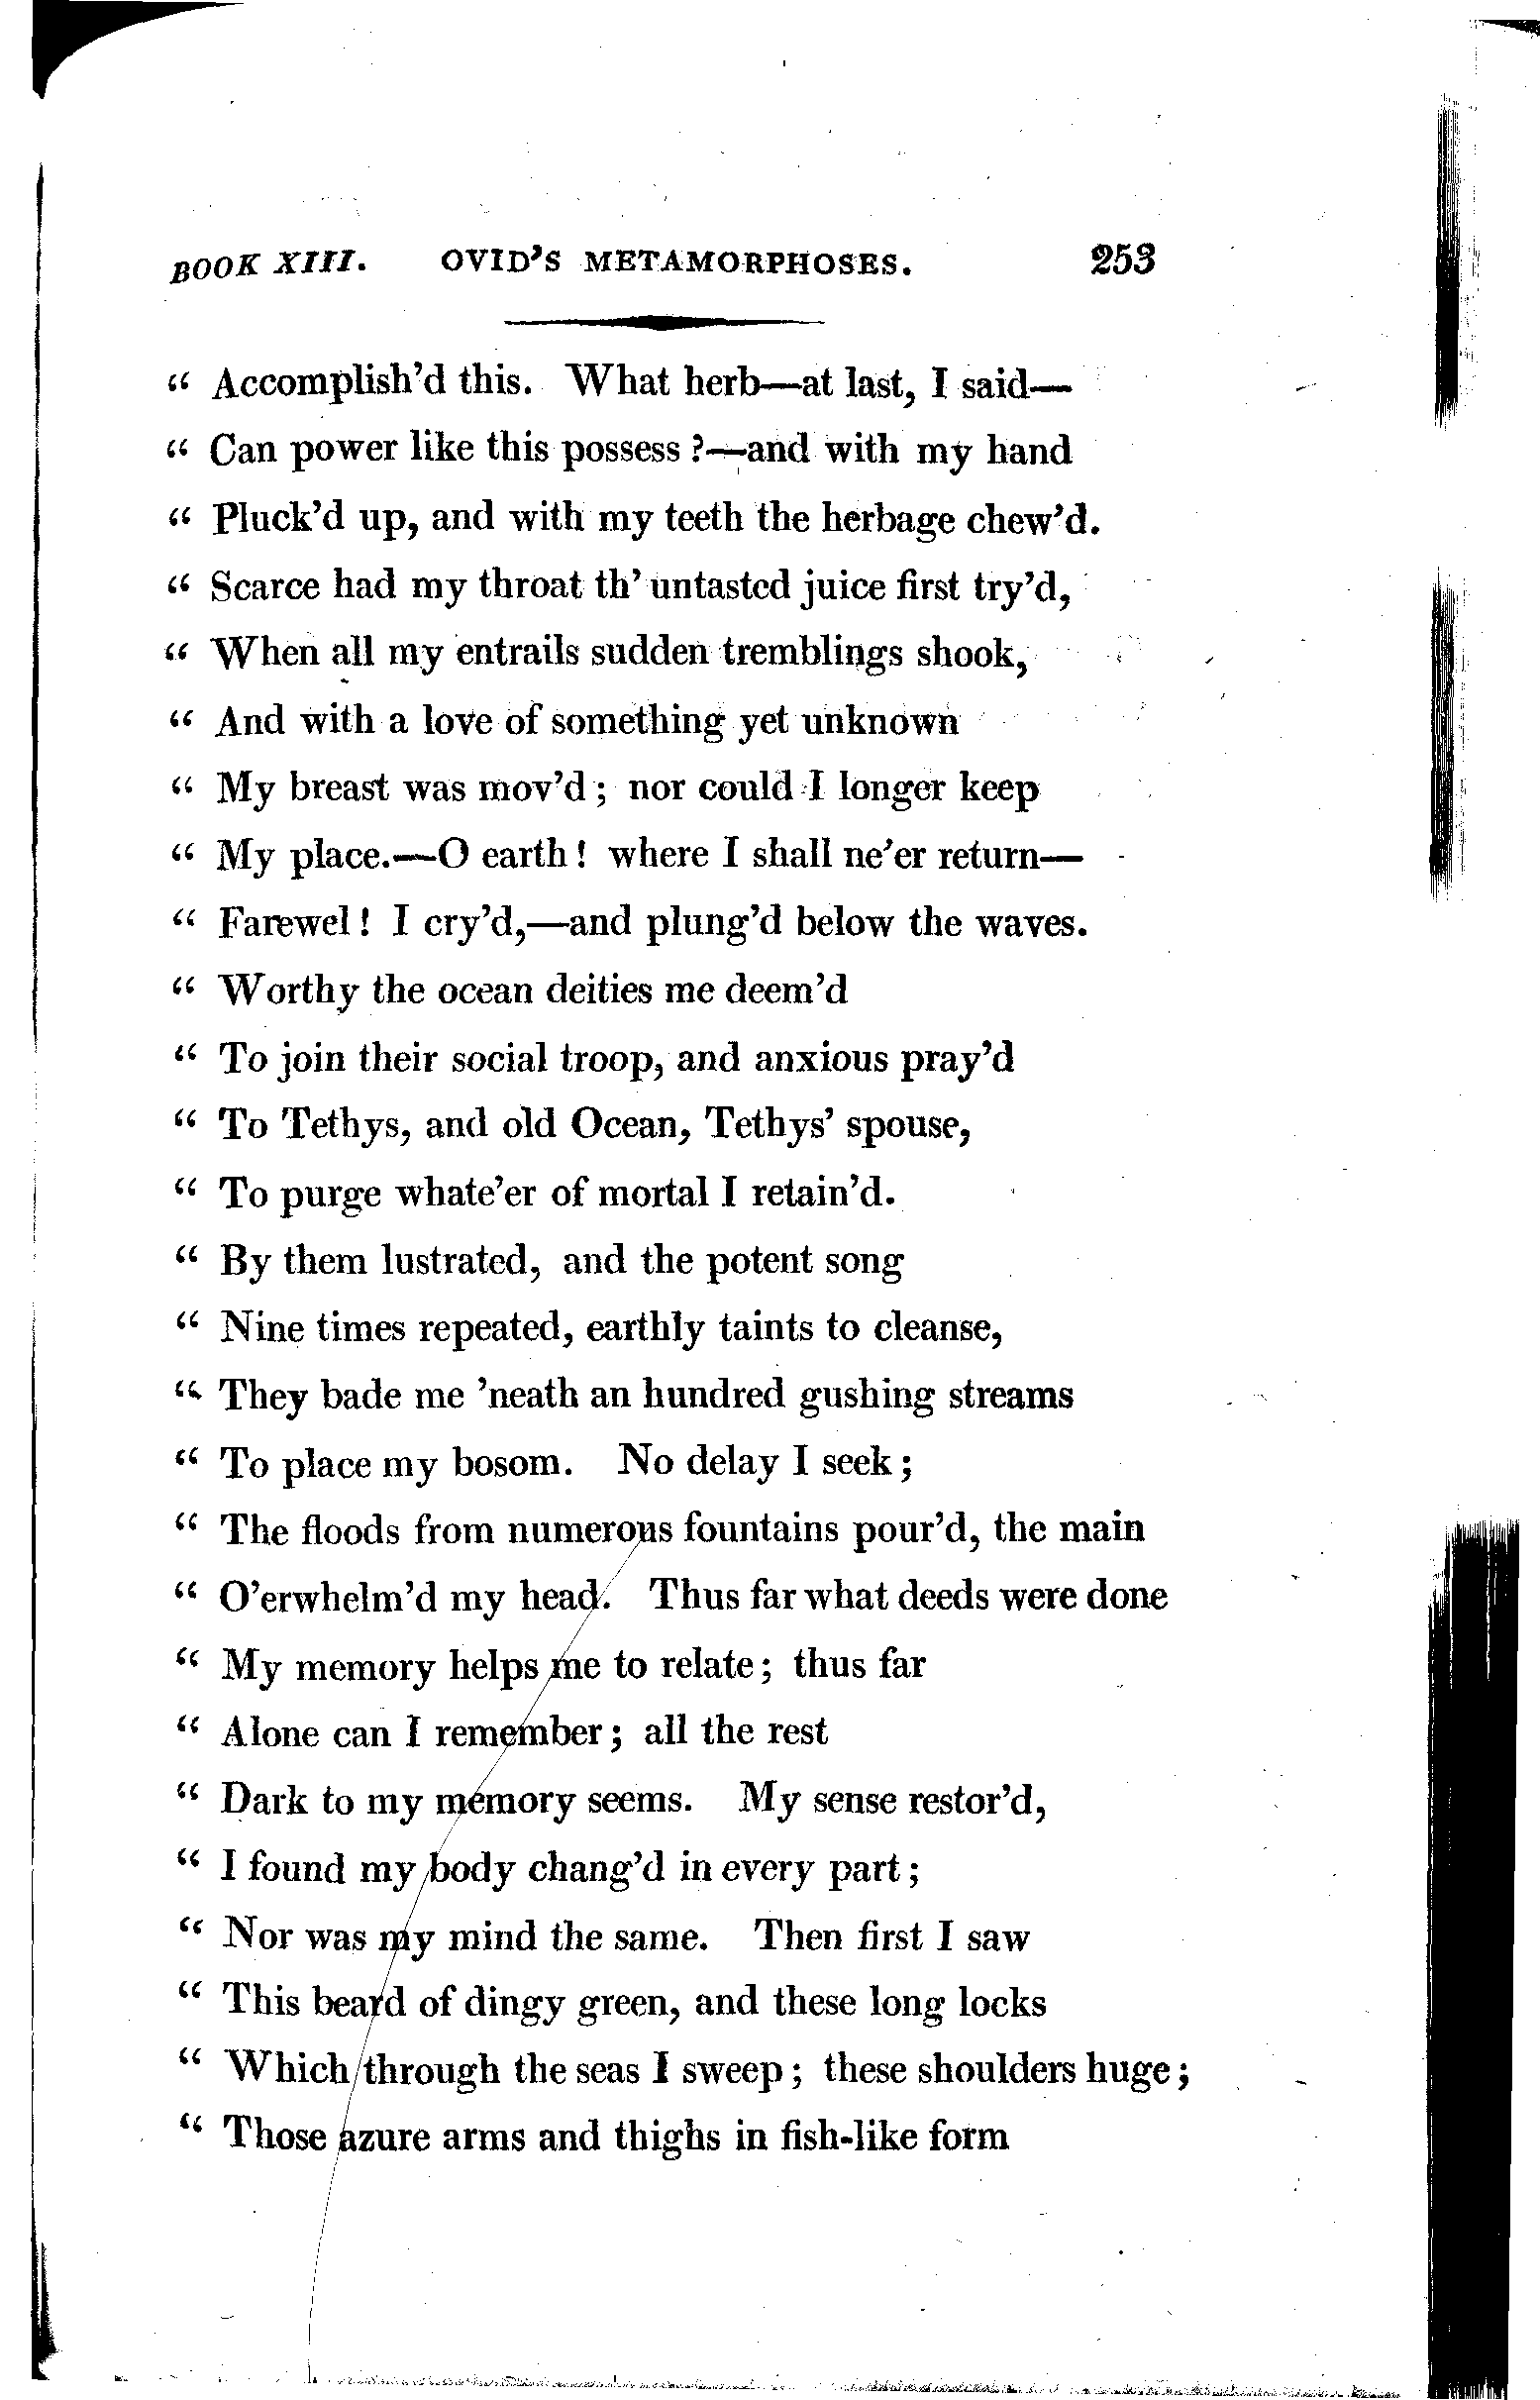 BOOK XIII. OVID'S METAMORPHOSES. 253
“ Accomplish'd this. What herb—at last, I said—
“ Can power like this possess ?—and with my hand
“ Pluck'd up, and with my teeth the herbage chew'd.
“ Scarce had my throat th' untasted juice first try'd,
“ When all my entrails sudden tremblings shook,
“ And with a love of something yet unknown
“ My breast was mov'd ; nor could I longer keep
“ My place.—O earth ! where I shall ne'er return—
“ Farewel ! I cry'd,—and plung'd below the waves.
“ Worthy the ocean deities me deem'd
“ To join their social troop, and anxious pray'd
“ To Tethys, and old Ocean, Tethys' spouse,
“ To purge whate'er of mortal I retain'd.
“ By them lustrated, and the potent song
“ Nine times repeated, earthly taints to cleanse,
“ They bade me 'neath an hundred gushing streams
“ To place my bosom. No delay I seek ;
“ The floods from numerous fountains pour'd, the main
“ O'erwhelm'd my head. Thus far what deeds were done
“ My memory helps me to relate ; thus far
“ Alone can I remember ; all the rest
“ Dark to my memory seems. My sense restor'd,
“ I found my body chang'd in every part ;
“ Nor was my mind the same. Then first I saw
“ This beard of dingy green, and these long locks
“ Which through the seas I sweep ; these shoulders huge ;
“ Those azure arms and thighs in fish-like form